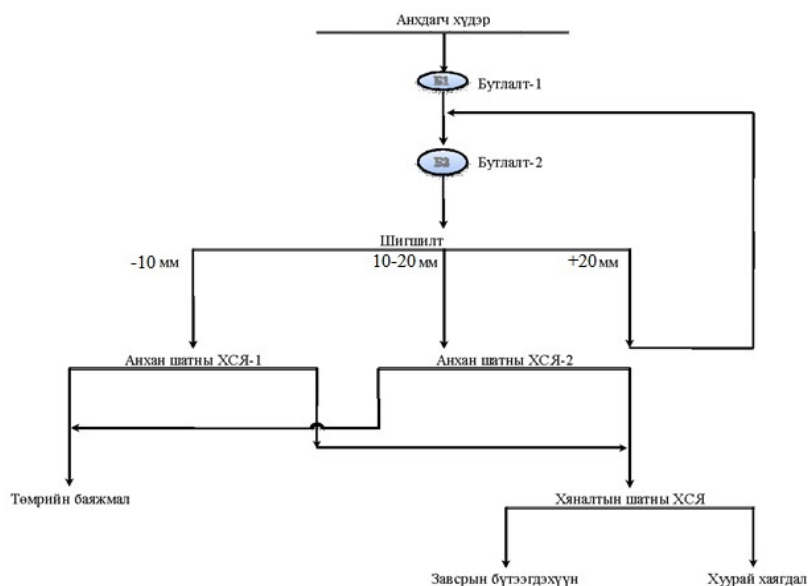 Анхдагч хүдэр
Б1 Бутлалт-1
Б2 Бутлалт-2
Шигшилт
-10 мм 10-20 мм +20 мм
Анхан шатны ХСЯ-1 Анхан шатны ХСЯ-2
Төмрийн баяжмал Хяналтын шатны ХСЯ
Завсрын бүтээгдэхүүн Хуурай хаягдал